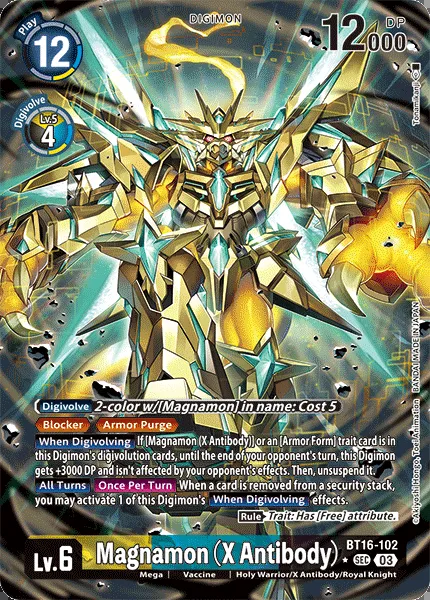 Play
DIGIMON
DP
12
12000
Digivolve
Lv.5
4
Digivolve 2-color w/[Magnamon] in name: Cost 5
Blocker Armor Purge
When Digivolving If [Magnamon (X Antibody)] or an [Armor Form] trait card is in
this Digimon's digivolution cards, until the end of your opponent's turn, this Digimon
gets +3000 DP and isn't affected by your opponent's effects. Then, unsuspend it.
All Turns Once Per Turn When a card is removed from a security stack,
you may activate 1 of this Digimon's When Digivolving effects.
Rule Trait: Has [Free] attribute.
Lv.6
Magnamon (X Antibody)
BT16-102
SEC 03
Mega Vaccine Holy Warrior/X Antibody/Royal Knight
©Akiyoshi Hongo, Toei Animation BANDAI MADE IN JAPAN